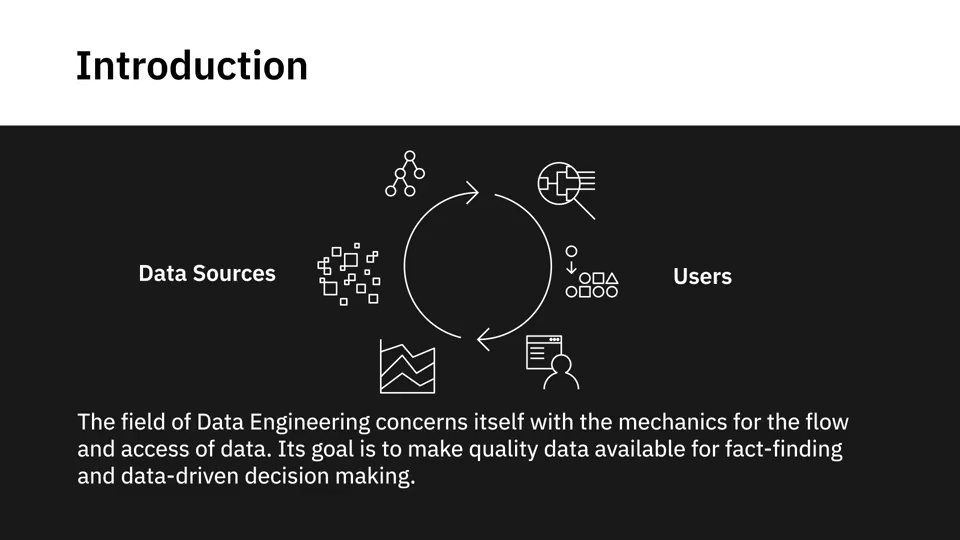 Introduction
Data Sources
Users
The field of Data Engineering concerns itself with the mechanics for the flow
and access of data. Its goal is to make quality data available for fact-finding
and data-driven decision making.